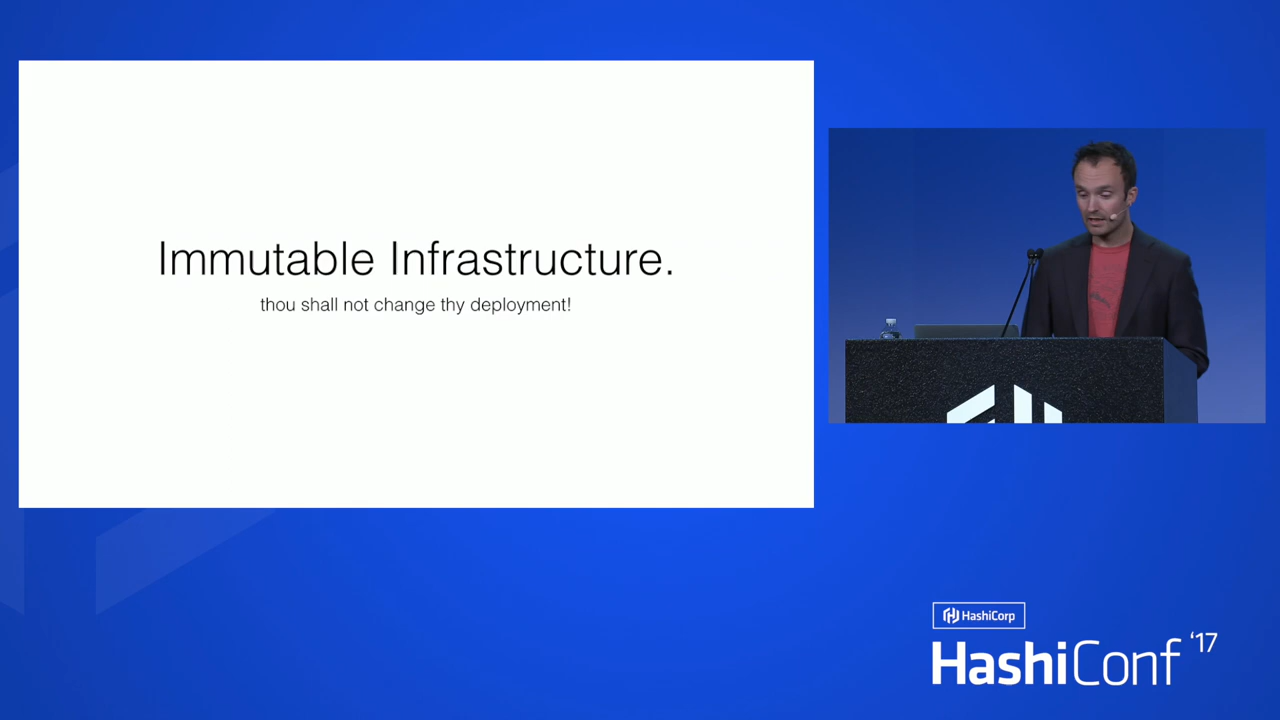 Immutable Infrastructure.
thou shall not change thy deployment!
HashiCorp
HashiConf '17